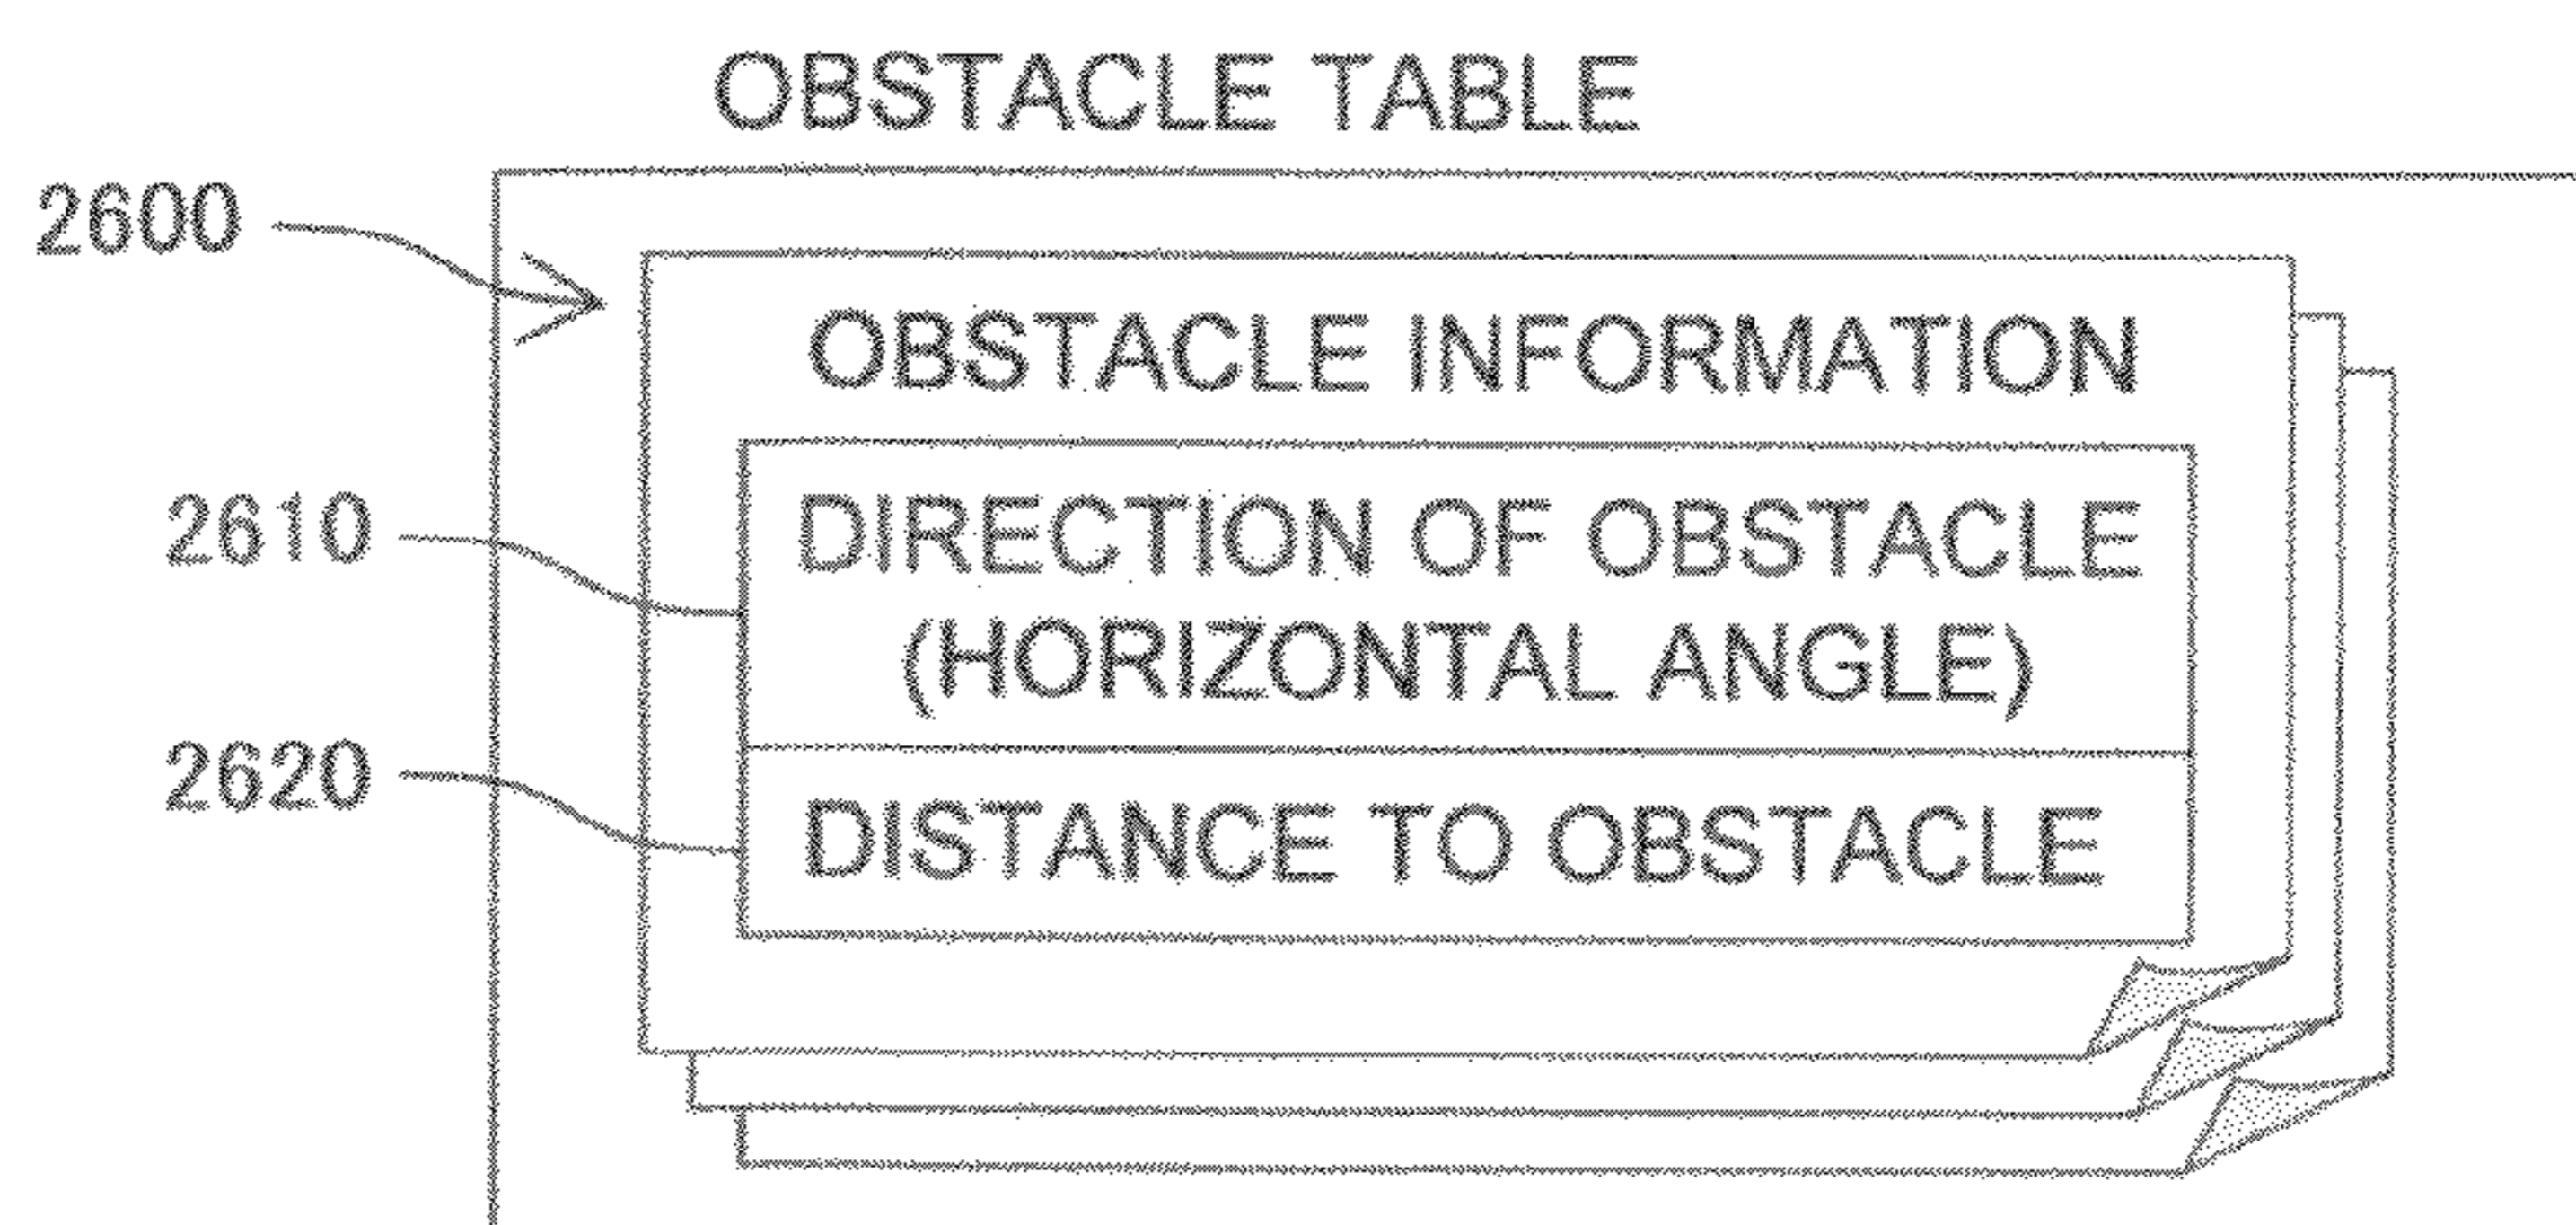 OBSTACLE TABLE
2600
OBSTACLE INFORMATION
2610
DIRECTION OF OBSTACLE
(HORIZONTAL ANGLE)
2620
DISTANCE TO OBSTACLE